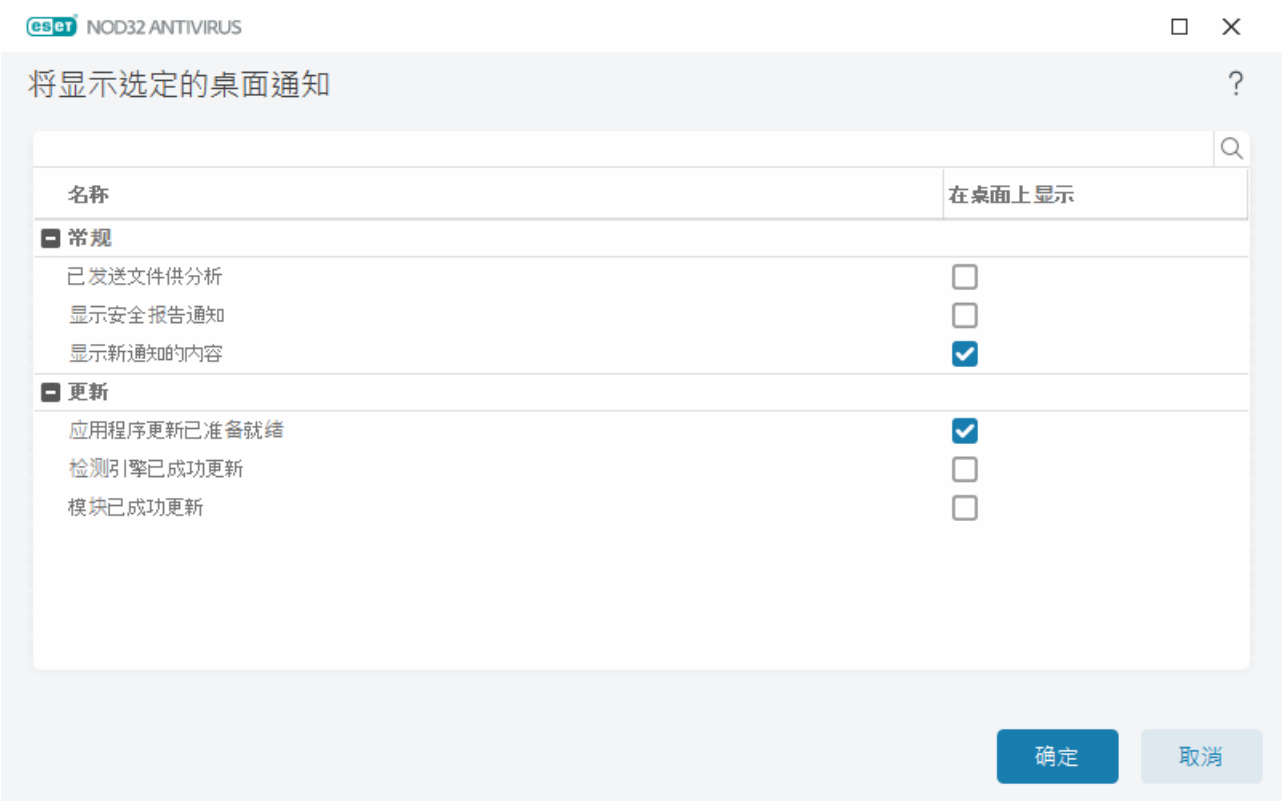 eset NOD32 ANTIVIRUS
将显示选定的桌面通知
?
名称 在桌面上显示
常规
已发送文件供分析
显示安全报告通知
显示新通知的内容
更新
应用程序更新已准备就绪
检测引擎已成功更新
模块已成功更新
确定 取消